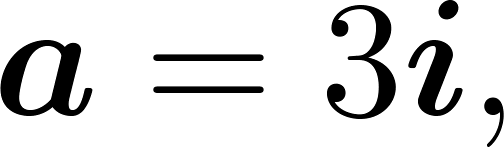 a = 3i,